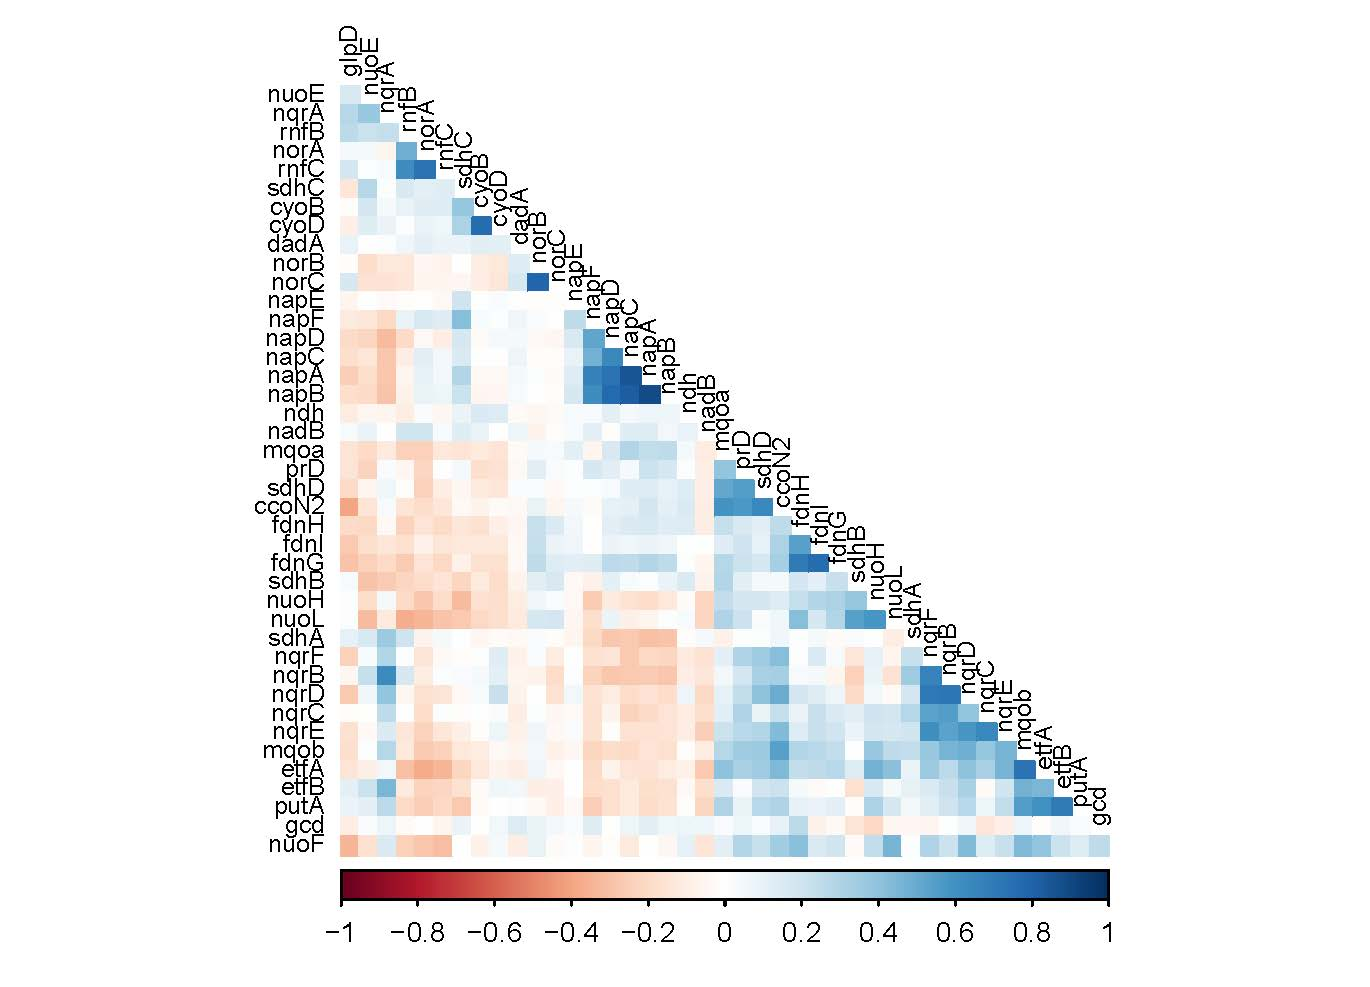 glpD
nuoE
nqrA
rnfB
norA
rnfC
sdhC
cyoB
cyoD
dadA
norB
norC
napE
napF
napD
napC
napA
napB
ndh
nadB
mqoa
prD
sdhD
ccoN2
fdnH
fdnI
fdnG
sdhB
nuoH
nuoL
sdhA
nqrF
nqrB
nqrD
nqrC
nqrE
mqob
etfA
etfB
putA
gcd
nuoE
nqrA
rnfB
norA
rnfC
sdhC
cyoB
cyoD
dadA
norB
norC
napE
napF
napD
napC
napA
napB
ndh
nadB
mqoa
prD
sdhD
ccoN2
fdnH
fdnI
fdnG
sdhB
nuoH
nuoL
sdhA
nqrF
nqrB
nqrD
nqrC
nqrE
mqob
etfA
etfB
putA
gcd
nuoF
−1 −0.8 −0.6 −0.4 −0.2 0 0.2 0.4 0.6 0.8 1